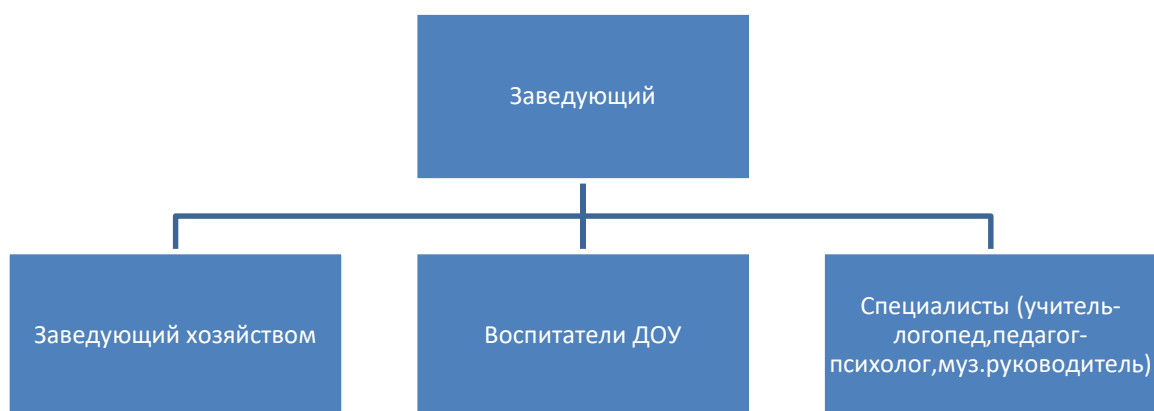 Заведующий
Заведующий хозяйством
Воспитатели ДОУ
Специалисты (учитель-
логопед,педагог-
психолог,муз.руководитель)